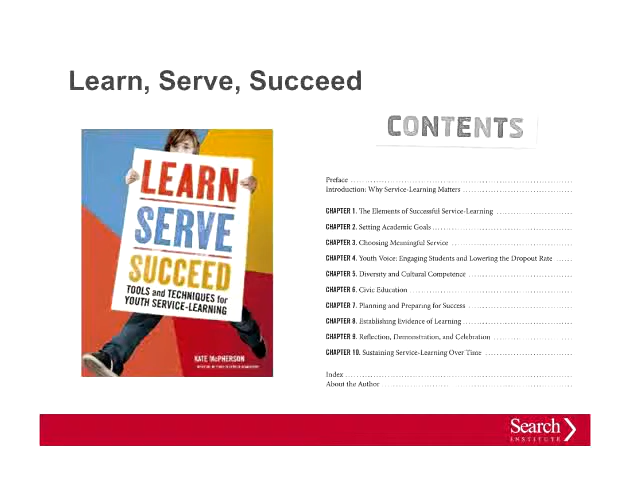 Learn, Serve, Succeed
LEARN
SERVE
SUCCEED
TOOLS and TECHNIQUES for
YOUTH SERVICE-LEARNING
KATE McPHERSON
CONTENTS
Preface
Introduction: Why Service-Learning Matters
CHAPTER 1. The Elements of Successful Service-Learning
CHAPTER 2. Setting Academic Goals
CHAPTER 3. Choosing Meaningful Service
CHAPTER 4. Youth Voice: Engaging Students and Lowering the Dropout Rate
CHAPTER 5. Diversity and Cultural Competence
CHAPTER 6. Civic Education
CHAPTER 7. Planning and Preparing for Success
CHAPTER 8. Establishing Evidence of Learning
CHAPTER 9. Reflection, Demonstration, and Celebration
CHAPTER 10. Sustaining Service-Learning Over Time
Index
About the Author
Search
INSTITUTE